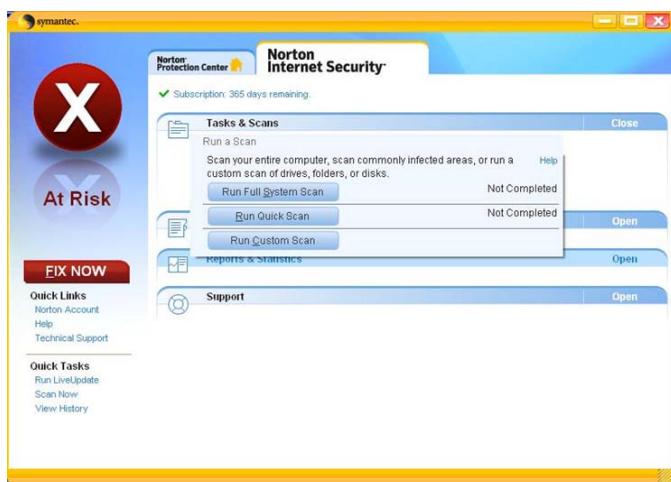 symantec.
Norton
Protection Center
Norton
Internet Security
Subscription: 365 days remaining.
X
At Risk
FIX NOW
Quick Links
Norton Account
Help
Technical Support
Quick Tasks
Run LiveUpdate
Scan Now
View History
Tasks & Scans
Close
Run a Scan
Scan your entire computer, scan commonly infected areas, or run a
custom scan of drives, folders, or disks.
Help
Run Full System Scan
Not Completed
Run Quick Scan
Not Completed
Run Custom Scan
Open
Reports & Statistics
Open
Support
Open